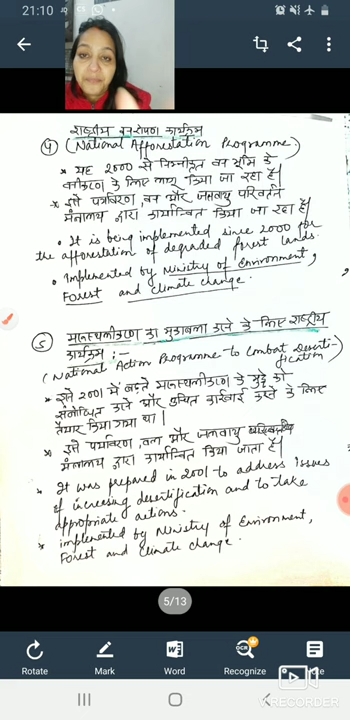 21:10
राष्ट्रीय वनरोपण कार्यक्रम
④ (National Afforestation Programme)
* यह 2000 से निम्नीकृत वन भूमि के
वनीकरण के लिए लागू किया जा रहा है।
* इसे पर्यावरण, वन और जलवायु परिवर्तन
मंत्रालय द्वारा कार्यान्वित किया जा रहा है।
• It is being implemented since 2000 for
the afforestation of degraded forest lands.
• Implemented by Ministry of Environment,
Forest and climate change.
⑤ मरुस्थलीकरण का मुकाबला करने के लिए राष्ट्रीय
कार्यक्रम :-
(National Action Programme to Combat Desertification)
* इसे 2001 में बढ़ते मरुस्थलीकरण के मुद्दे को
संबोधित करने और उचित कार्रवाई करने के लिए
तैयार किया गया था।
* इसे पर्यावरण, वन और जलवायु परिवर्तन
मंत्रालय द्वारा कार्यान्वित किया जाता है।
* It was prepared in 2001 to address issues
of increasing desertification and to take
appropriate actions.
* implemented by Ministry of Environment,
Forest and climate change.
5/13
Rotate Mark Word Recognize More
OCR
VRECORDER